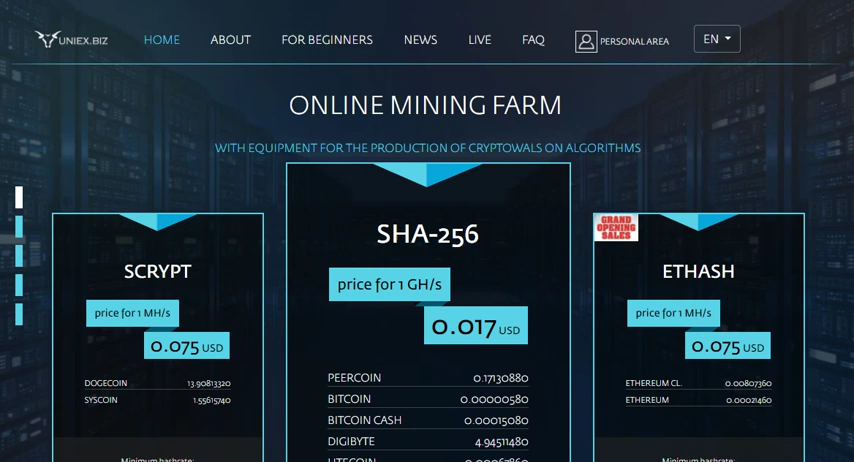 UNIEX.BIZ HOME ABOUT FOR BEGINNERS NEWS LIVE FAQ PERSONAL AREA EN
ONLINE MINING FARM
WITH EQUIPMENT FOR THE PRODUCTION OF CRYPTOWALS ON ALGORITHMS
SCRYPT
price for 1 MH/s
0.075 USD
DOGECOIN 13.90813320
SYSCOIN 1.55615740
Minimum hashrate:
SHA-256
price for 1 GH/s
0.017 USD
PEERCOIN 0.17130880
BITCOIN 0.00000580
BITCOIN CASH 0.00015080
DIGIBYTE 4.94511480
GRAND
OPENING
SALES
ETHASH
price for 1 MH/s
0.075 USD
ETHEREUM CL. 0.00807360
ETHEREUM 0.00021460
Minimum hashrate: